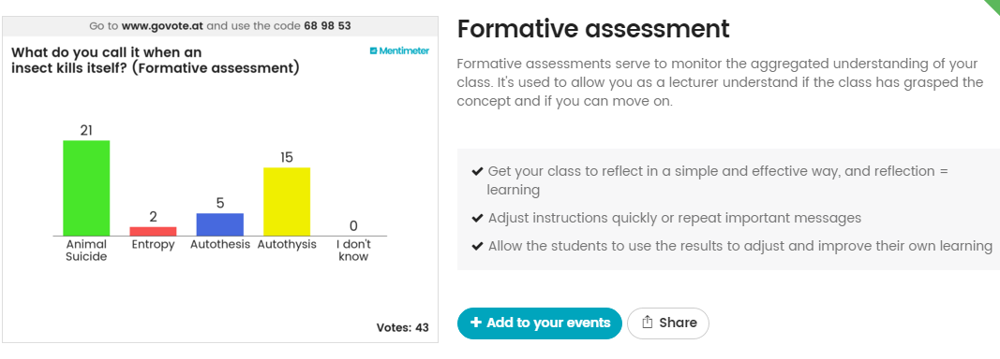 Go to www.govote.at and use the code 68 98 53
What do you call it when an
insect kills itself? (Formative assessment)
Mentimeter
21
2
5
15
0
Animal
Suicide
Entropy
Autothesis
Autothysis
I don't
know
Votes: 43
Formative assessment
Formative assessments serve to monitor the aggregated understanding of your
class. It's used to allow you as a lecturer understand if the class has grasped the
concept and if you can move on.
✔ Get your class to reflect in a simple and effective way, and reflection =
learning
✔ Adjust instructions quickly or repeat important messages
✔ Allow the students to use the results to adjust and improve their own learning
+ Add to your events
Share